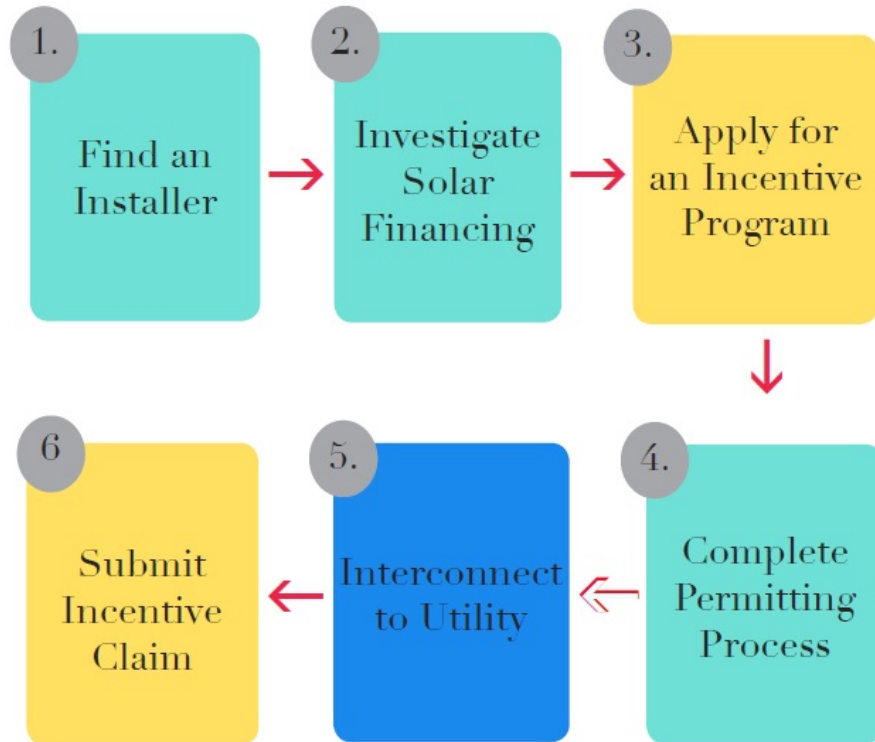 1.
Find an
Installer
2.
Investigate
Solar
Financing
3.
Apply for
an Incentive
Program
4.
Complete
Permitting
Process
5.
Interconnect
to Utility
6
Submit
Incentive
Claim